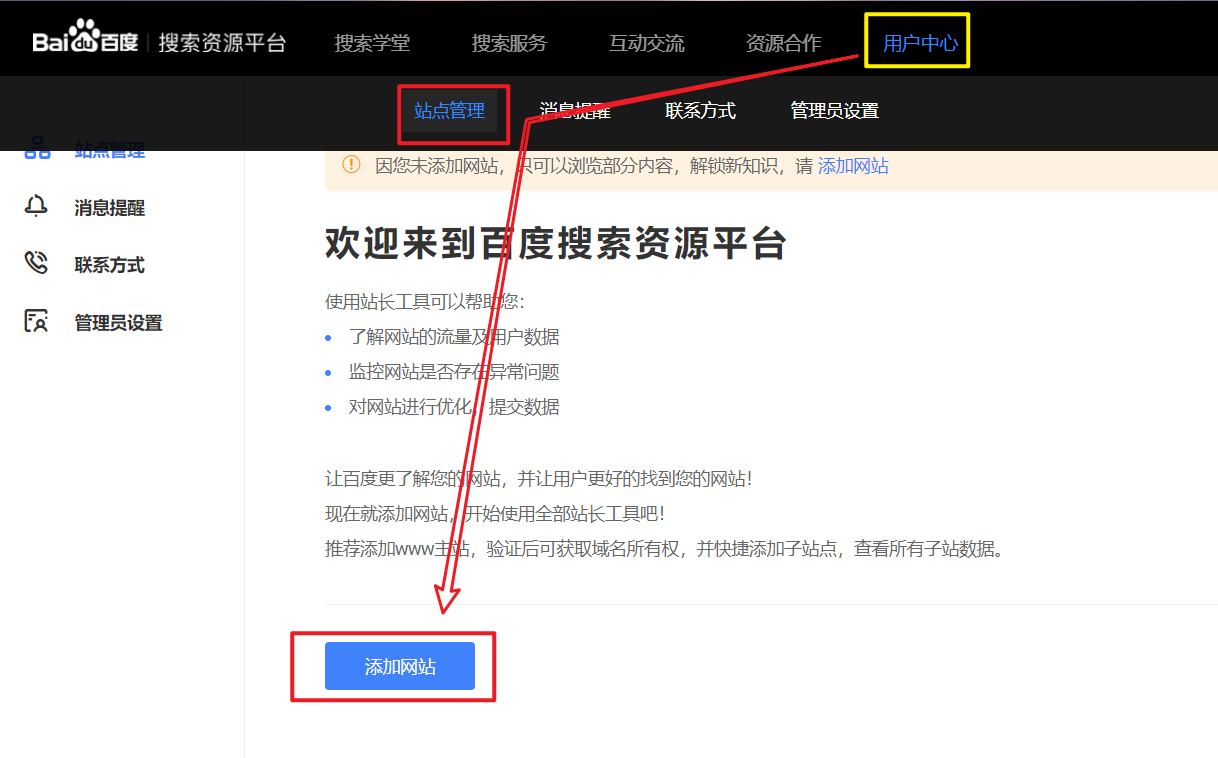 Bai du 百度 | 搜索资源平台 搜索学堂 搜索服务 互动交流 资源合作 用户中心
站点管理 消息提醒 联系方式 管理员设置
站点管理
消息提醒
联系方式
管理员设置
因您未添加网站，只可以浏览部分内容，解锁新知识，请 添加网站
欢迎来到百度搜索资源平台
使用站长工具可以帮助您：
了解网站的流量及用户数据
监控网站是否存在异常问题
对网站进行优化，提交数据
让百度更了解您的网站，并让用户更好的找到您的网站！
现在就添加网站，开始使用全部站长工具吧！
推荐添加www主站，验证后可获取域名所有权，并快捷添加子站点，查看所有子站数据。
添加网站